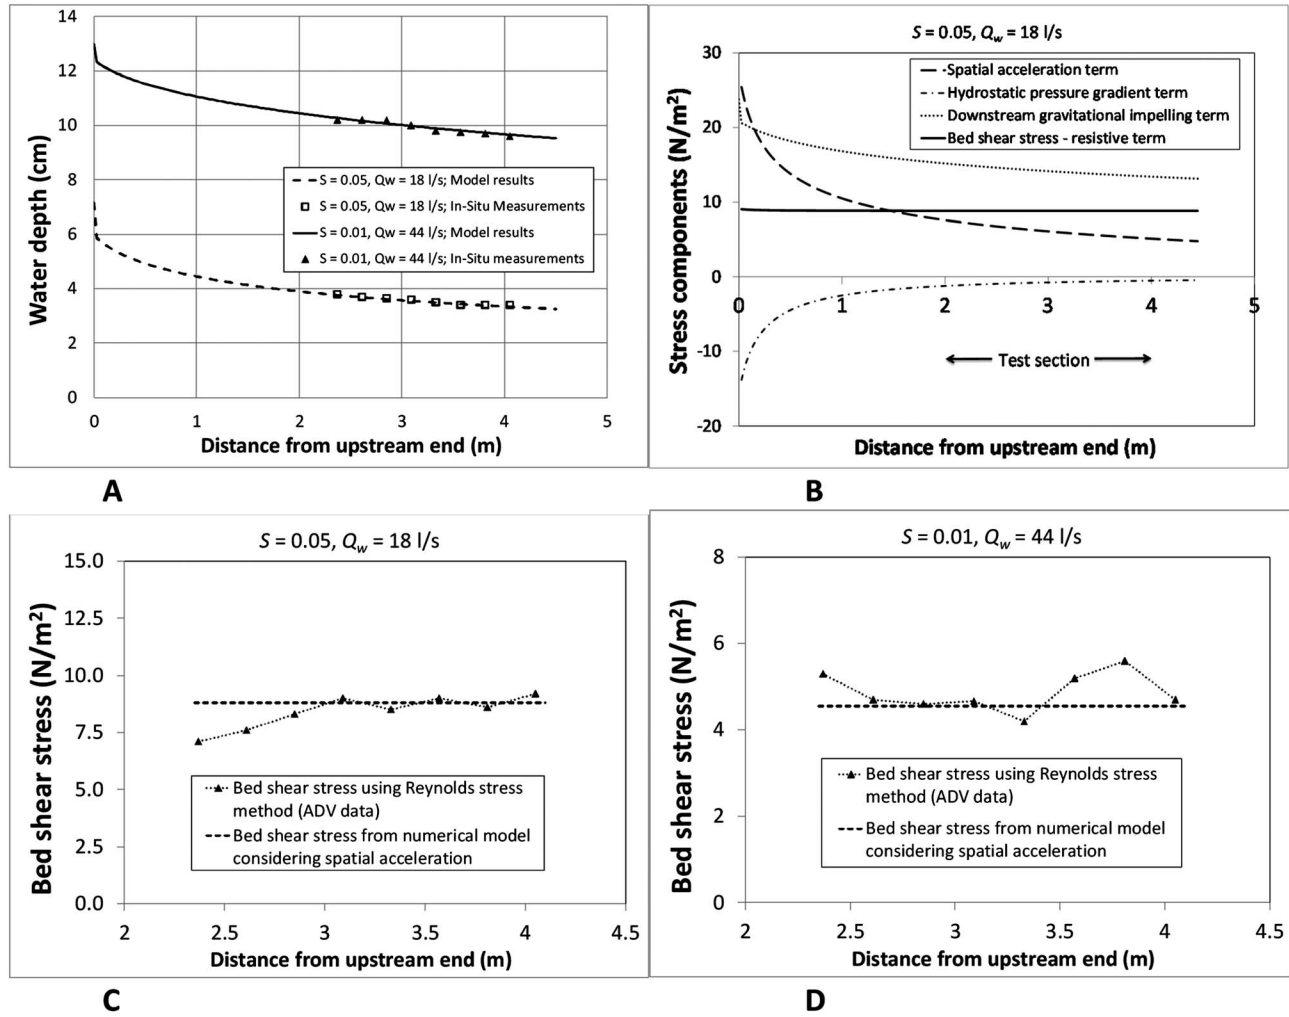 14
12
10
8
6
4
2
0
Water depth (cm)
S = 0.05, Qw = 18 l/s; Model results
S = 0.05, Qw = 18 l/s; In-Situ Measurements
S = 0.01, Qw = 44 l/s; Model results
S = 0.01, Qw = 44 l/s; In-Situ measurements
0 1 2 3 4 5
Distance from upstream end (m)
A
S = 0.05, Qw = 18 l/s
30
20
10
0
-10
-20
Stress components (N/m²)
Spatial acceleration term
Hydrostatic pressure gradient term
Downstream gravitational impelling term
Bed shear stress - resistive term
0 1 2 3 4 5
Test section
Distance from upstream end (m)
B
S = 0.05, Qw = 18 l/s
15.0
12.5
10.0
7.5
5.0
2.5
0.0
Bed shear stress (N/m²)
Bed shear stress using Reynolds stress
method (ADV data)
Bed shear stress from numerical model
considering spatial acceleration
2 2.5 3 3.5 4 4.5
Distance from upstream end (m)
C
S = 0.01, Qw = 44 l/s
8
6
4
2
0
Bed shear stress (N/m²)
Bed shear stress using Reynolds stress
method (ADV data)
Bed shear stress from numerical model
considering spatial acceleration
2 2.5 3 3.5 4 4.5
Distance from upstream end (m)
D